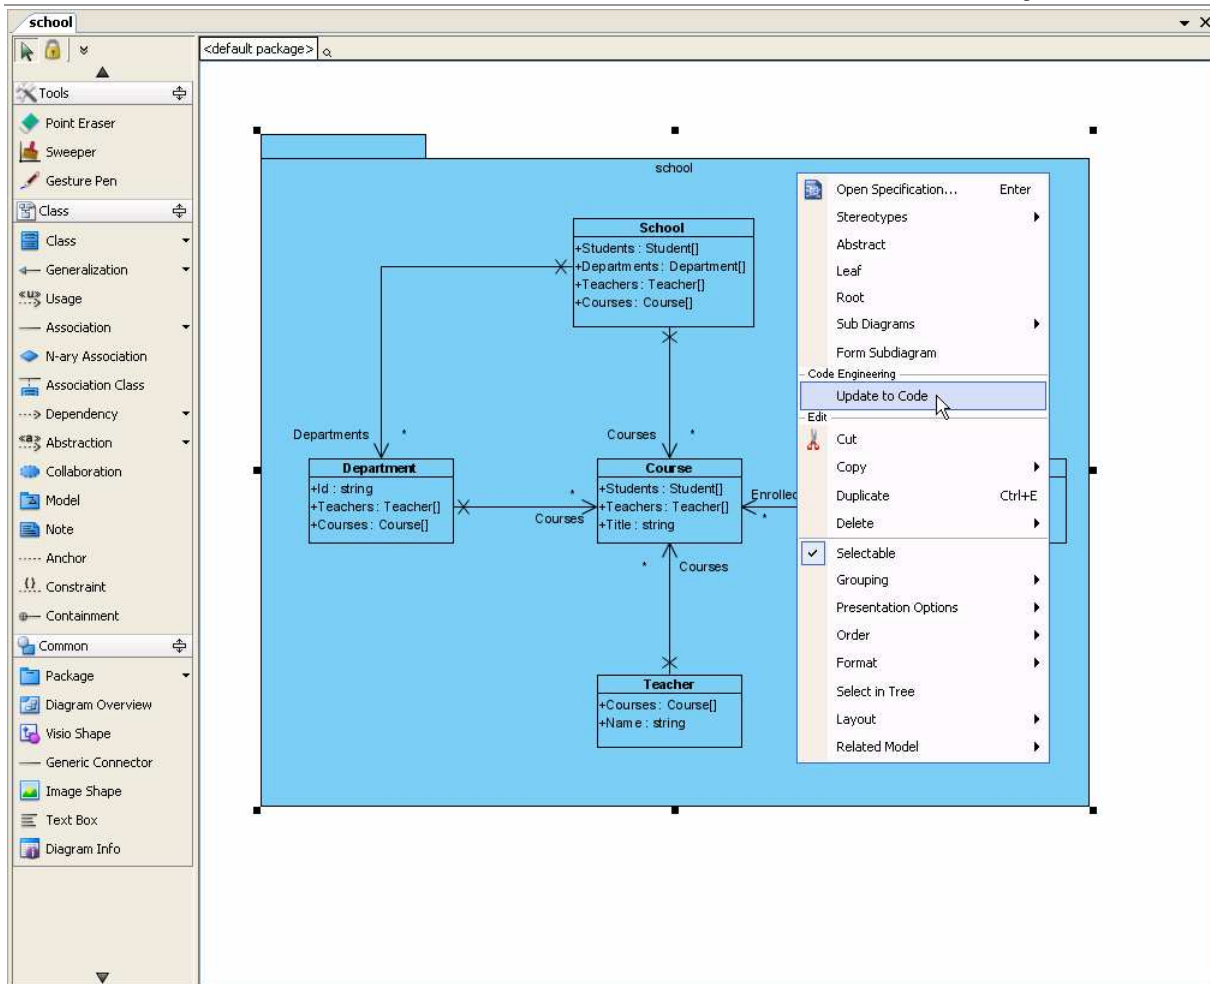 school
<default package>
Tools
Point Eraser
Sweeper
Gesture Pen
Class
Class
Generalization
Usage
Association
N-ary Association
Association Class
Dependency
Abstraction
Collaboration
Model
Note
Anchor
Constraint
Containment
Common
Package
Diagram Overview
Visio Shape
Generic Connector
Image Shape
Text Box
Diagram Info
school
School
+Students : Student[]
+Departments : Department[]
+Teachers : Teacher[]
+Courses : Course[]
Departments *
Courses *
Department
+Id : string
+Teachers : Teacher[]
+Courses : Course[]
* 
Courses
Course
+Students : Student[]
+Teachers : Teacher[]
+Title : string
*
* Courses
Teacher
+Courses : Course[]
+Name : string
Open Specification... Enter
Stereotypes
Abstract
Leaf
Root
Sub Diagrams
Form Subdiagram
Code Engineering
Update to Code
Edit
Cut
Copy
Duplicate Ctrl+E
Delete
Selectable
Grouping
Presentation Options
Order
Format
Select in Tree
Layout
Related Model